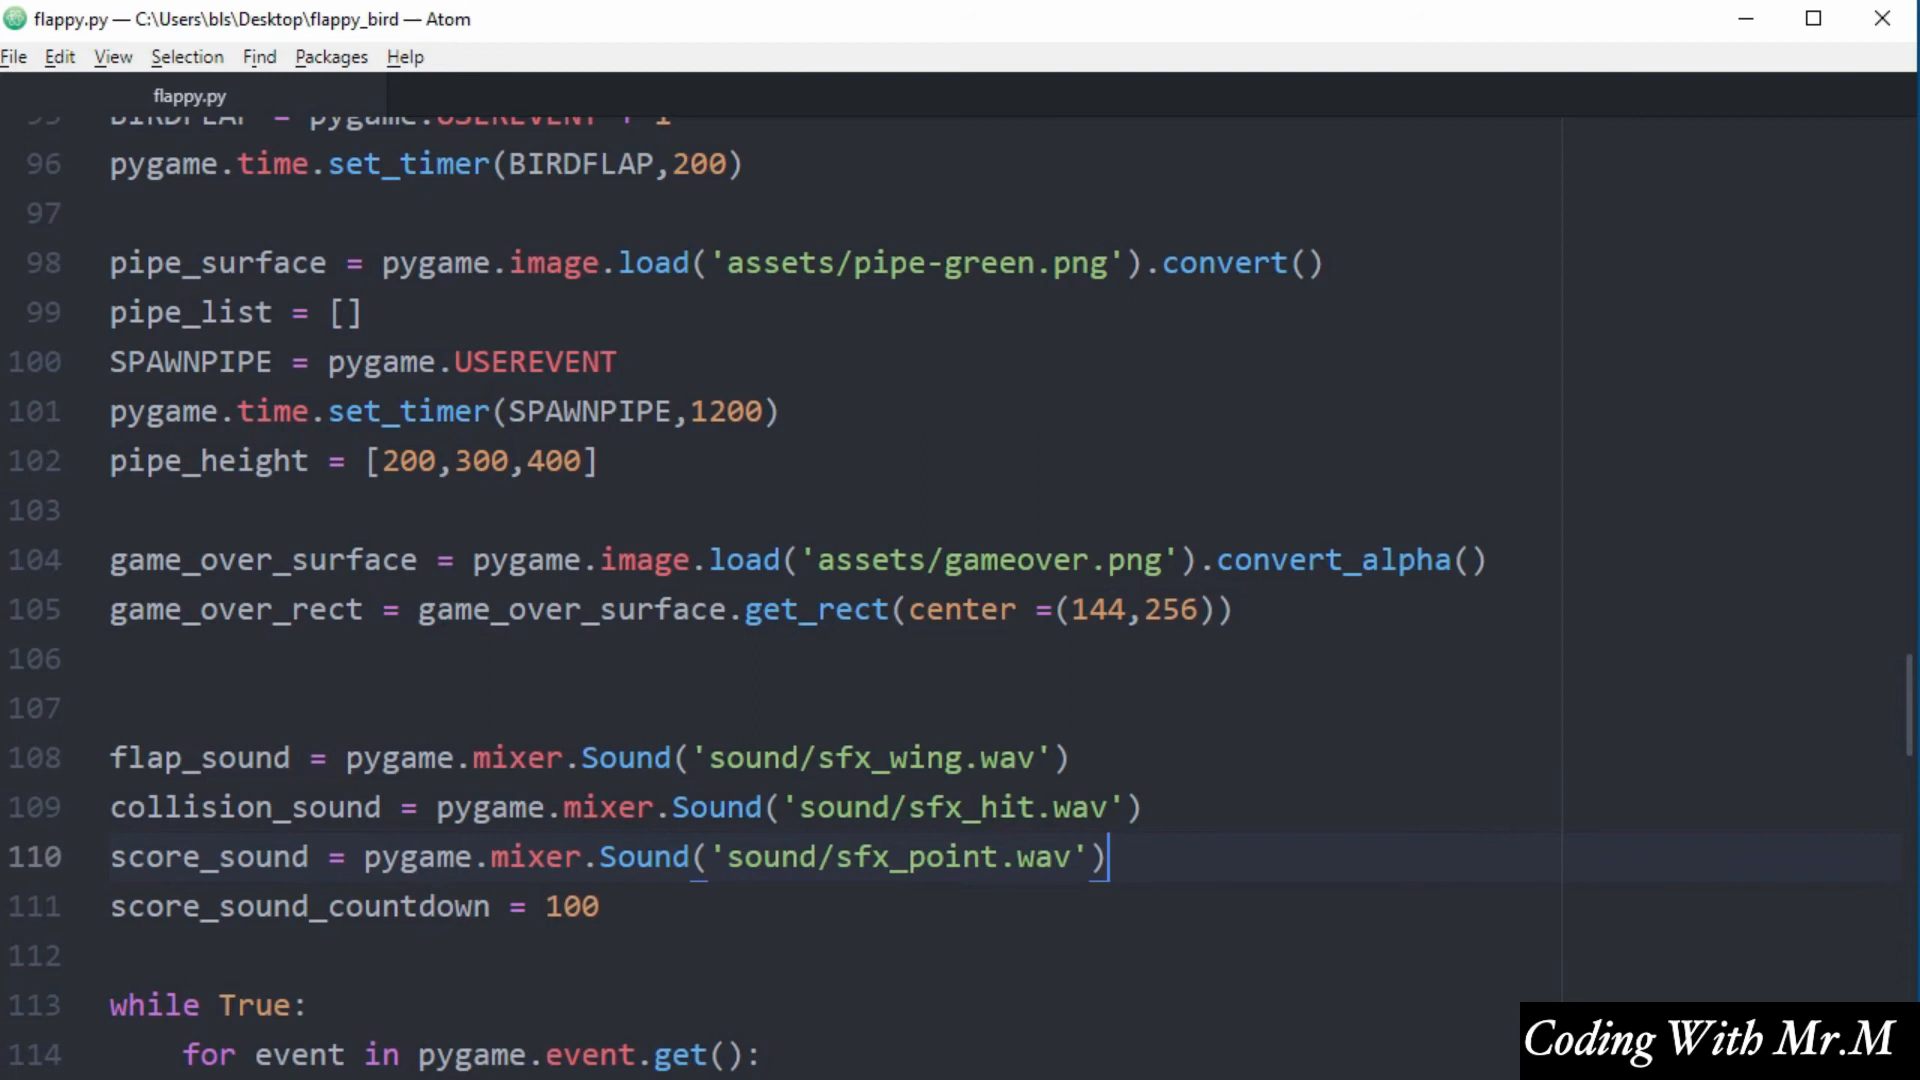 flappy.py — C:\Users\bls\Desktop\flappy_bird — Atom
File Edit View Selection Find Packages Help
flappy.py
95 BIRDFLAP = pygame.USEREVENT + 1
96 pygame.time.set_timer(BIRDFLAP,200)
97
98 pipe_surface = pygame.image.load('assets/pipe-green.png').convert()
99 pipe_list = []
100 SPAWNPIPE = pygame.USEREVENT
101 pygame.time.set_timer(SPAWNPIPE,1200)
102 pipe_height = [200,300,400]
103
104 game_over_surface = pygame.image.load('assets/gameover.png').convert_alpha()
105 game_over_rect = game_over_surface.get_rect(center =(144,256))
106
107
108 flap_sound = pygame.mixer.Sound('sound/sfx_wing.wav')
109 collision_sound = pygame.mixer.Sound('sound/sfx_hit.wav')
110 score_sound = pygame.mixer.Sound('sound/sfx_point.wav')
111 score_sound_countdown = 100
112
113 while True:
114     for event in pygame.event.get():
Coding With Mr.M